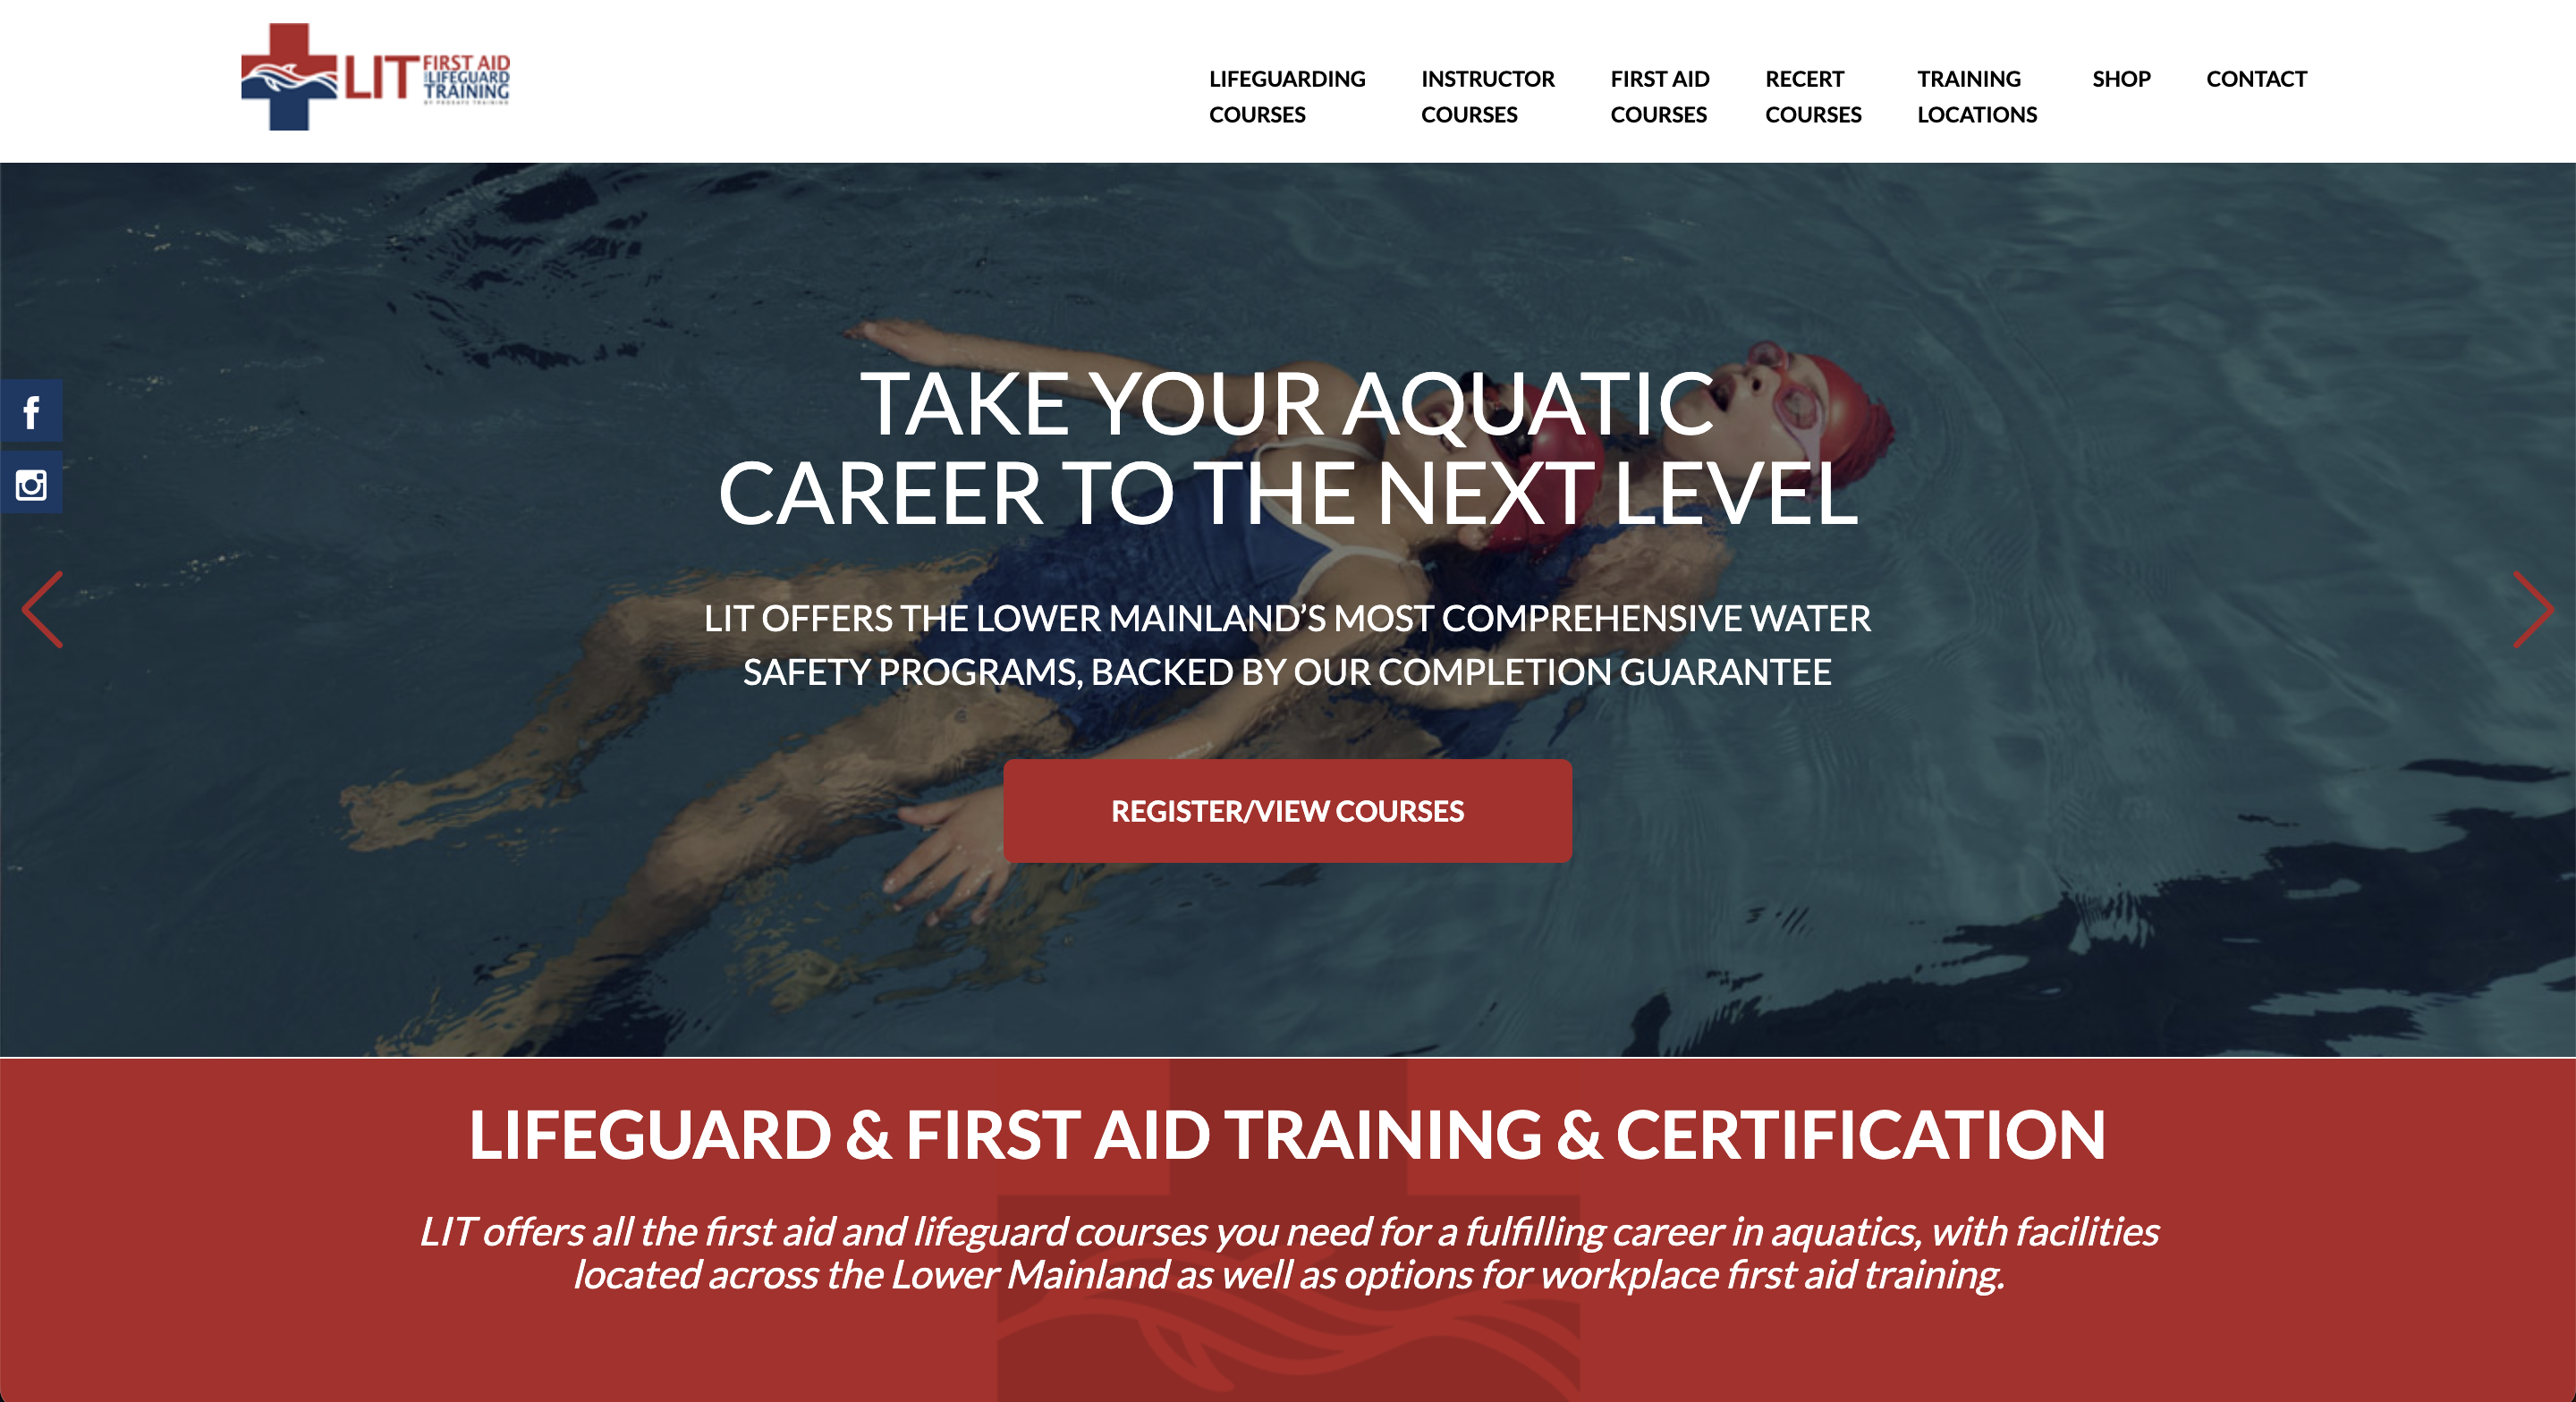 LIT
FIRST AID
LIFEGUARD
TRAINING
BY PROSAFE TRAINING
LIFEGUARDING
COURSES
INSTRUCTOR
COURSES
FIRST AID
COURSES
RECERT
COURSES
TRAINING
LOCATIONS
SHOP
CONTACT
TAKE YOUR AQUATIC
CAREER TO THE NEXT LEVEL
LIT OFFERS THE LOWER MAINLAND’S MOST COMPREHENSIVE WATER
SAFETY PROGRAMS, BACKED BY OUR COMPLETION GUARANTEE
REGISTER/VIEW COURSES
LIFEGUARD & FIRST AID TRAINING & CERTIFICATION
LIT offers all the first aid and lifeguard courses you need for a fulfilling career in aquatics, with facilities
located across the Lower Mainland as well as options for workplace first aid training.